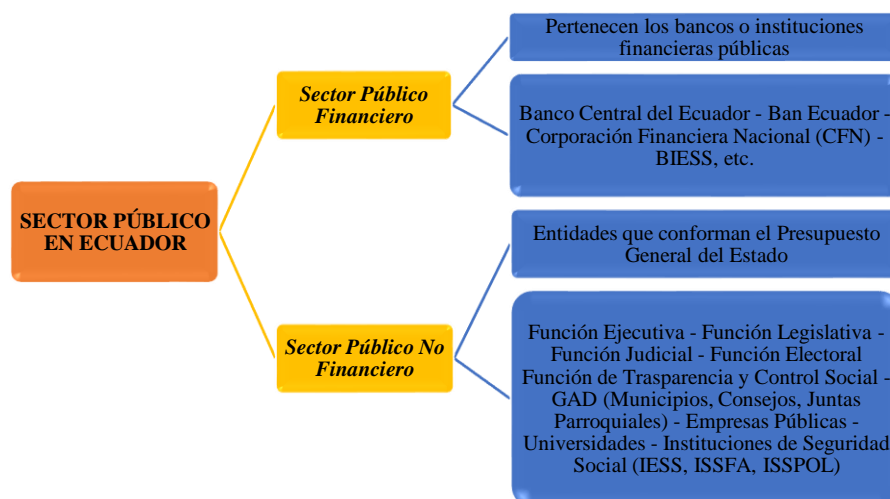 SECTOR PÚBLICO
EN ECUADOR
Sector Público
Financiero
Pertenecen los bancos o instituciones
financieras públicas
Banco Central del Ecuador - Ban Ecuador -
Corporación Financiera Nacional (CFN) -
BIESS, etc.
Sector Público No
Financiero
Entidades que conforman el Presupuesto
General del Estado
Función Ejecutiva - Función Legislativa -
Función Judicial - Función Electoral
Función de Trasparencia y Control Social -
GAD (Municipios, Consejos, Juntas
Parroquiales) - Empresas Públicas -
Universidades - Instituciones de Seguridad
Social (IESS, ISSFA, ISSPOL)